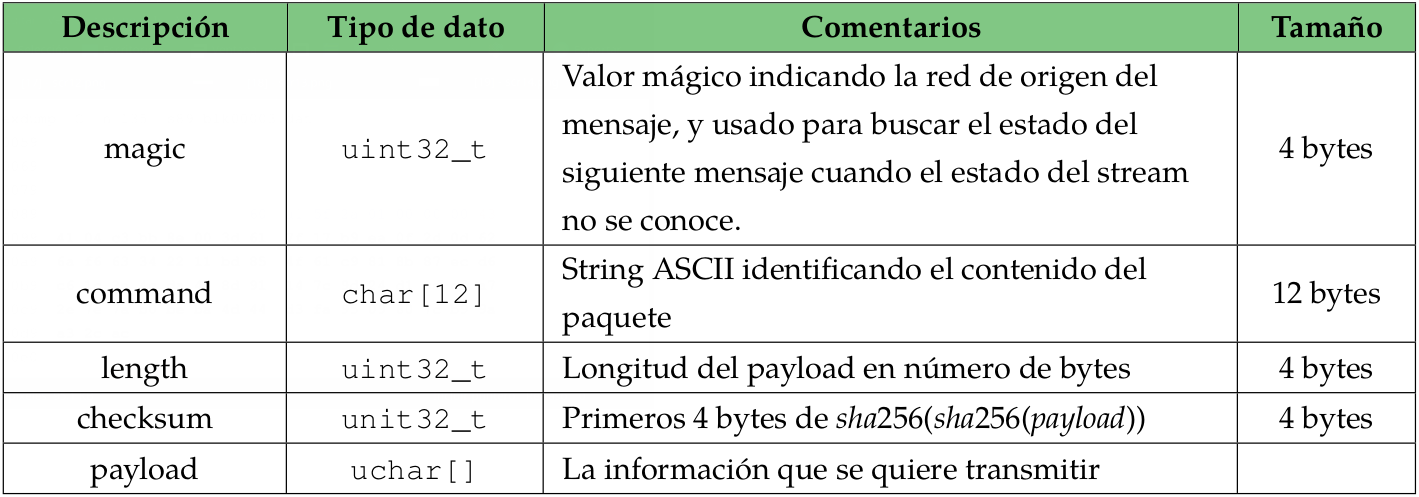 Descripción Tipo de dato Comentarios Tamaño
magic uint32_t Valor mágico indicando la red de origen del
mensaje, y usado para buscar el estado del
siguiente mensaje cuando el estado del stream
no se conoce. 4 bytes
command char[12] String ASCII identificando el contenido del
paquete 12 bytes
length uint32_t Longitud del payload en número de bytes 4 bytes
checksum unit32_t Primeros 4 bytes de sha256(sha256(payload)) 4 bytes
payload uchar[] La información que se quiere transmitir